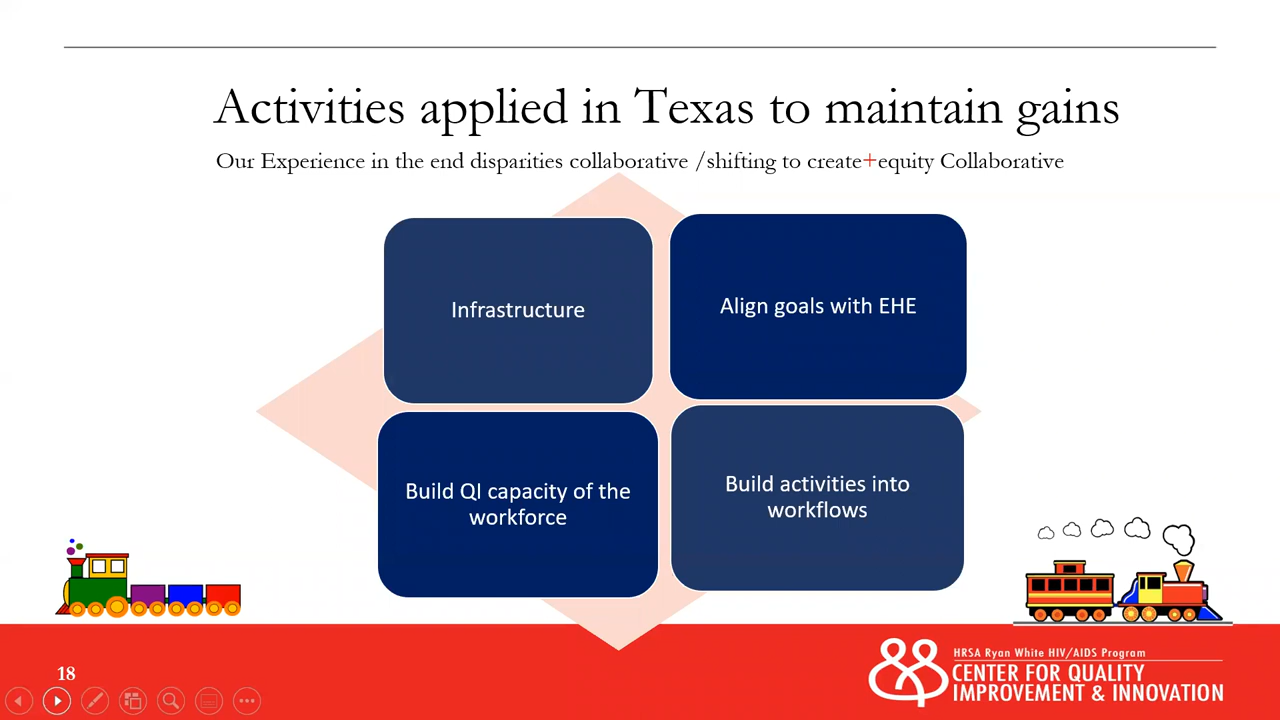 Activities applied in Texas to maintain gains
Our Experience in the end disparities collaborative /shifting to create+equity Collaborative
Infrastructure
Align goals with EHE
Build QI capacity of the
workforce
Build activities into
workflows
18
HRSA Ryan White HIV/AIDS Program
CENTER FOR QUALITY
IMPROVEMENT & INNOVATION